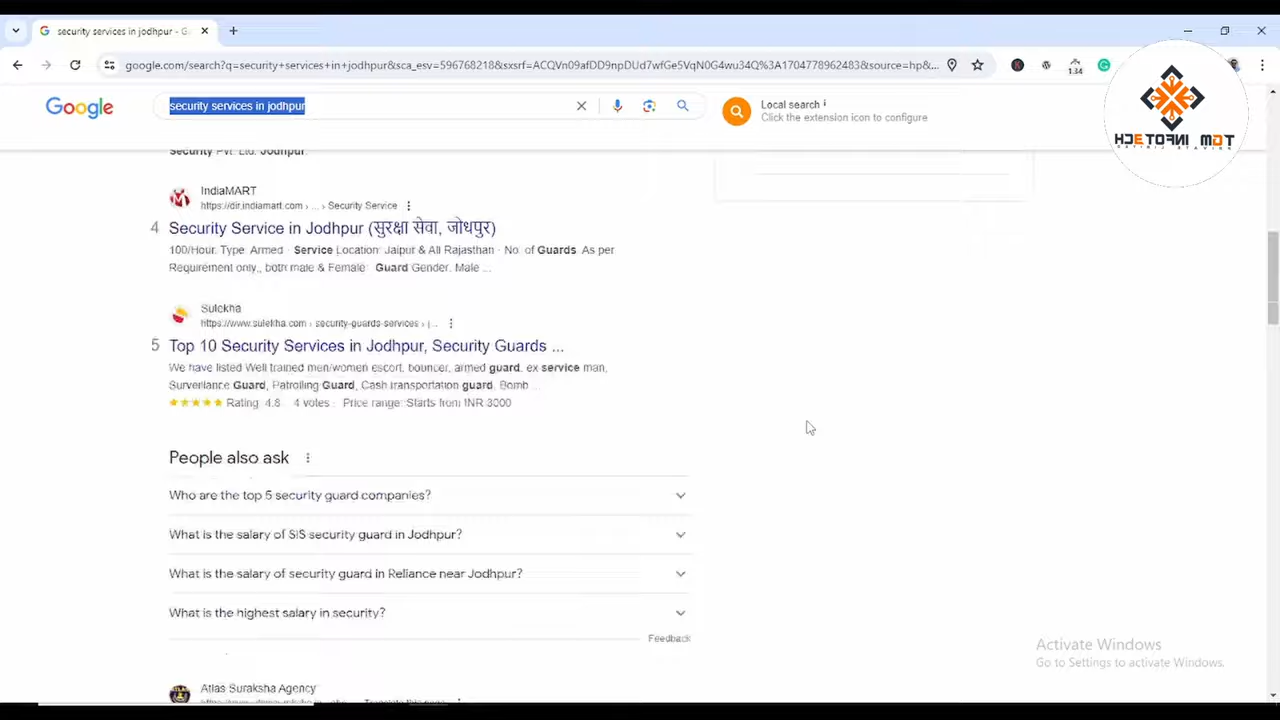 security services in jodhpur - G
google.com/search?q=security+services+in+jodhpur&sca_esv=596768218&sxsrf=ACQVn09afDD9npDUd7wfGe5VqN0G4wu34Q%3A1704778962483&source=hp&...
1.34
Google
security services in jodhpur
Local search
Click the extension icon to configure
TDM INFOTECH
Security Pvt. Ltd. Jodhpur.
IndiaMART
https://dir.indiamart.com › ... › Security Service
4
Security Service in Jodhpur (सुरक्षा सेवा, जोधपुर)
100/Hour. Type Armed · Service Location: Jaipur & All Rajasthan · No. of Guards As per
Requirement only,, both male & Female · Guard Gender. Male ...
Sulekha
https://www.sulekha.com › security-guards-services › j...
5
Top 10 Security Services in Jodhpur, Security Guards ...
We have listed Well trained men/women escort, bouncer, armed guard, ex service man,
Surveillance Guard, Patrolling Guard, Cash transportation guard, Bomb ...
Rating: 4.8 · 4 votes · Price range: Starts from INR 3000
People also ask
Who are the top 5 security guard companies?
What is the salary of SIS security guard in Jodhpur?
What is the salary of security guard in Reliance near Jodhpur?
What is the highest salary in security?
Feedback
Activate Windows
Go to Settings to activate Windows.
Atlas Suraksha Agency